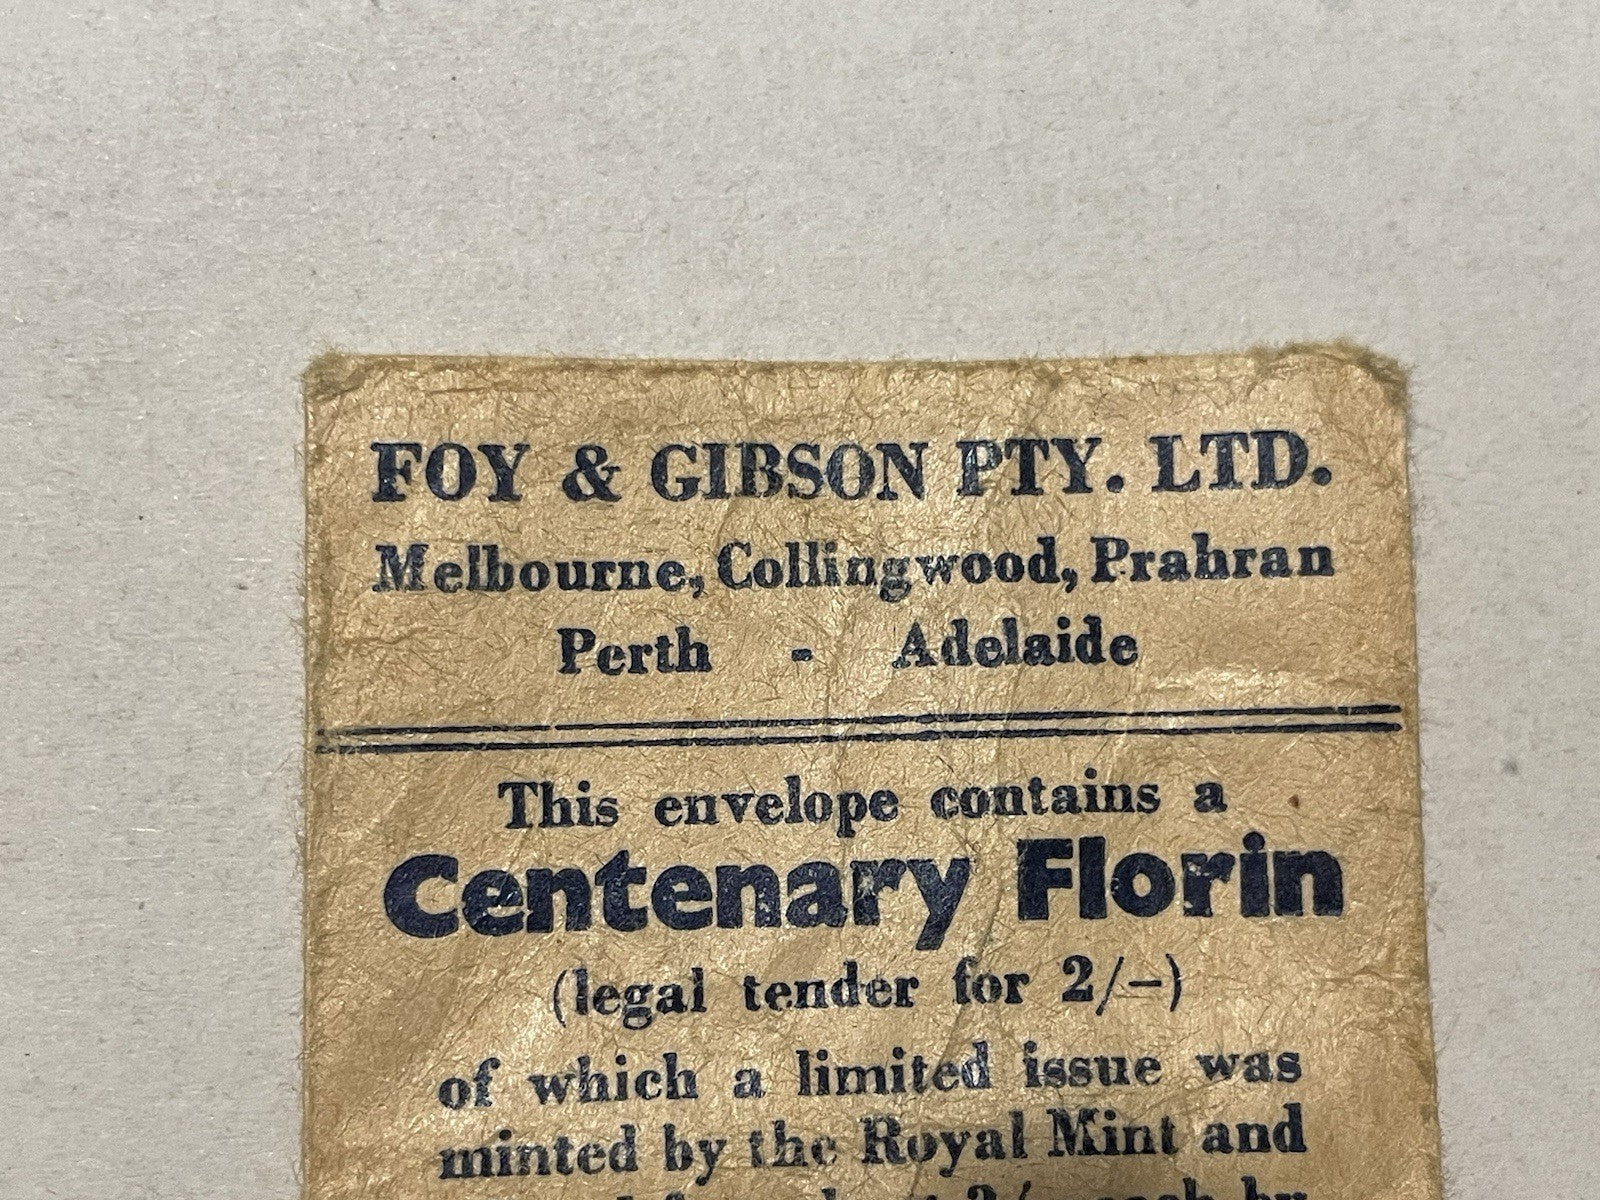 FOY & GIBSON PTY. LTD.
Melbourne, Collingwood, Prahran
Perth - Adelaide
This envelope contains a
Centenary Florin
(legal tender for 2/-)
of which a limited issue was
minted by the Royal Mint and